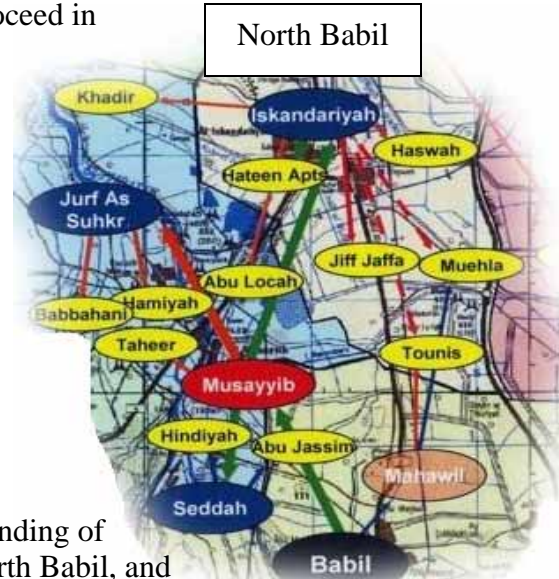 oceed in
North Babil
Khadir
Iskandariyah
Haswah
Hateen Apts
Jurf As
Suhkr
Jiff Jaffa
Muehla
Abu Locah
Babbahani
Hamiyah
Taheer
Tounis
Musayyib
Hindiyah
Abu Jassim
Mahawil
Seddah
Babil
nding of
rth Babil, and